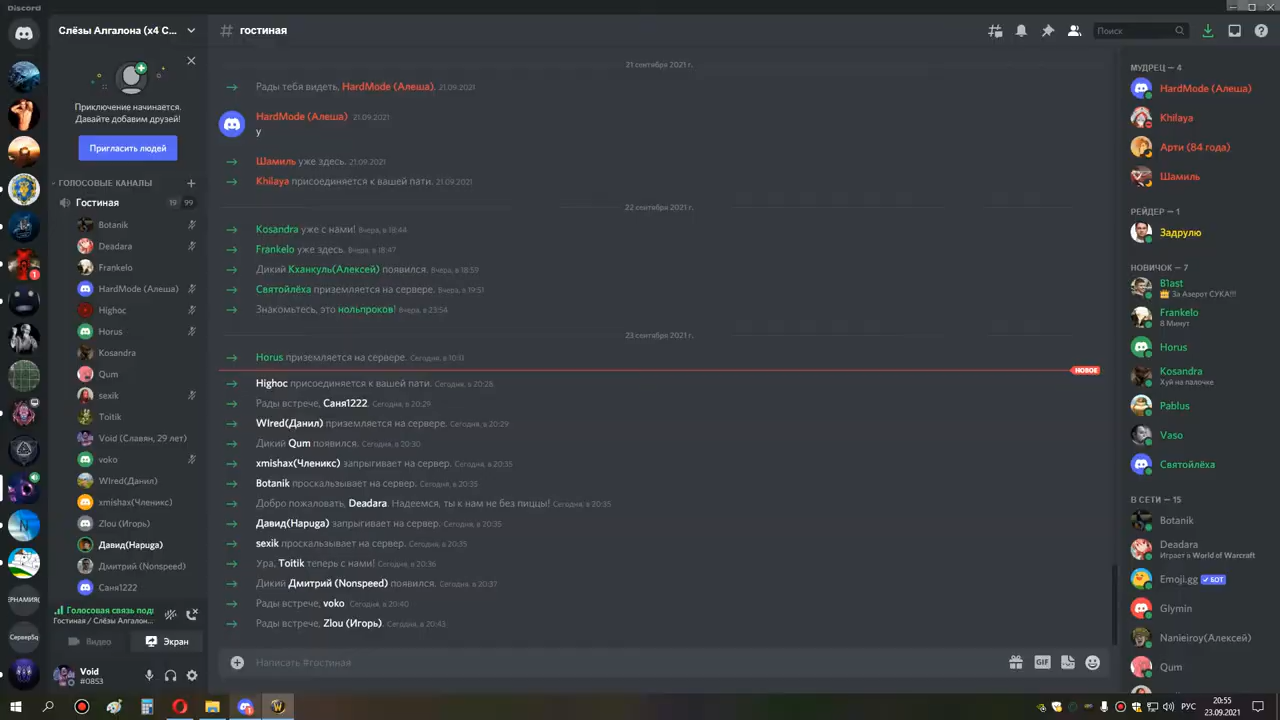 Discord
Слёзы Алгалона (x4 С...
Приключение начинается.
Давайте добавим друзей!
Пригласить людей
ГОЛОСОВЫЕ КАНАЛЫ
Гостиная 19 99
Botanik
Deadara
Frankelo
HardMode (Алеша)
Highoc
Horus
Kosandra
Qum
sexik
Toitik
Void (Славян, 29 лет)
voko
WIred(Данил)
xmishax(Членикс)
Zlou (Игорь)
Давид(Hapuga)
Дмитрий (Nonspeed)
Саня1222
Голосовая связь под
Гостиная / Слёзы Алгалон...
Видео
Экран
Void
#0853
1
СерверSq
гостиная
Поиск
21 сентября 2021 г.
Рады тебя видеть, HardMode (Алеша). 21.09.2021
HardMode (Алеша) 21.09.2021
у
Шамиль уже здесь. 21.09.2021
Khilaya присоединяется к вашей пати. 21.09.2021
22 сентября 2021 г.
Kosandra уже с нами! Вчера, в 18:44
Frankelo уже здесь. Вчера, в 18:47
Дикий Кханкуль(Алексей) появился. Вчера, в 18:59
Святойлёха приземляется на сервере. Вчера, в 19:51
Знакомьтесь, это нольпроков! Вчера, в 23:54
23 сентября 2021 г.
Horus приземляется на сервере. Сегодня, в 10:13
НОВОЕ
Highoc присоединяется к вашей пати. Сегодня, в 20:28
Рады встрече, Саня1222. Сегодня, в 20:29
WIred(Данил) приземляется на сервере. Сегодня, в 20:29
Дикий Qum появился. Сегодня, в 20:30
xmishax(Членикс) запрыгивает на сервер. Сегодня, в 20:35
Botanik проскальзывает на сервер. Сегодня, в 20:35
Добро пожаловать, Deadara. Надеемся, ты к нам не без пиццы! Сегодня, в 20:35
Давид(Hapuga) запрыгивает на сервер. Сегодня, в 20:35
sexik проскальзывает на сервер. Сегодня, в 20:35
Ура, Toitik теперь с нами! Сегодня, в 20:36
Дикий Дмитрий (Nonspeed) появился. Сегодня, в 20:37
Рады встрече, voko Сегодня, в 20:40
Рады встрече, Zlou (Игорь). Сегодня, в 20:43
Написать #гостиная
GIF
МУДРЕЦ — 4
HardMode (Алеша)
Khilaya
Арти (84 года)
Шамиль
РЕЙДЕР — 1
Задрулю
НОВИЧОК — 7
B1ast
За Азерот СУКА!!!
Frankelo
8 Минут
Horus
Kosandra
Хуй на палочке
Pablus
Vaso
Святойлёха
В СЕТИ — 15
Botanik
Deadara
Играет в World of Warcraft
Emoji.gg БОТ
Glymin
Nanieiroy(Алексей)
Qum
РУС
20:55
23.09.2021